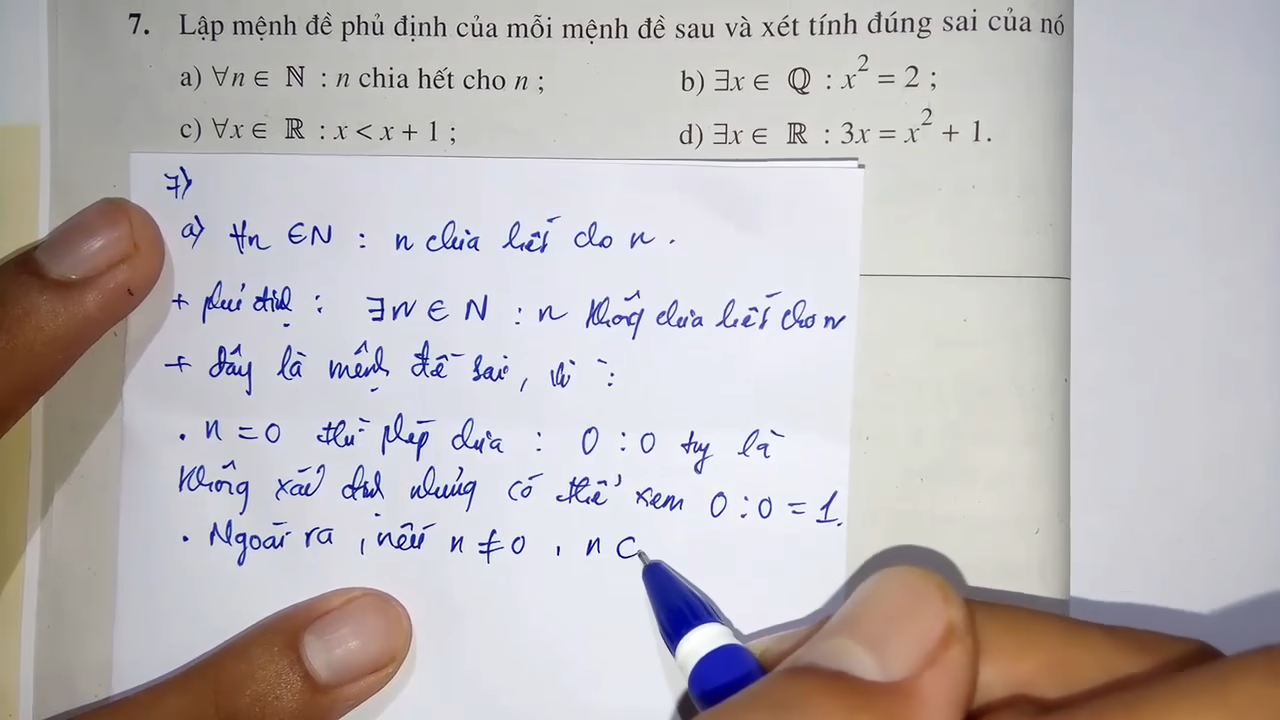 7. Lập mệnh đề phủ định của mỗi mệnh đề sau và xét tính đúng sai của nó
a) ∀n ∈ ℕ : n chia hết cho n ;
b) ∃x ∈ ℚ : x² = 2 ;
c) ∀x ∈ ℝ : x < x + 1 ;
d) ∃x ∈ ℝ : 3x = x² + 1.
7)
a) ∀n ∈ N : n chia hết cho n .
+ phủ định : ∃n ∈ N : n không chia hết cho n
+ đây là mệnh đề sai, vì :
. n = 0 thì phép chia : 0 : 0 tuy là
không xác định nhưng có thể xem 0 : 0 = 1.
. Ngoài ra , nếu n ≠ 0 , n c